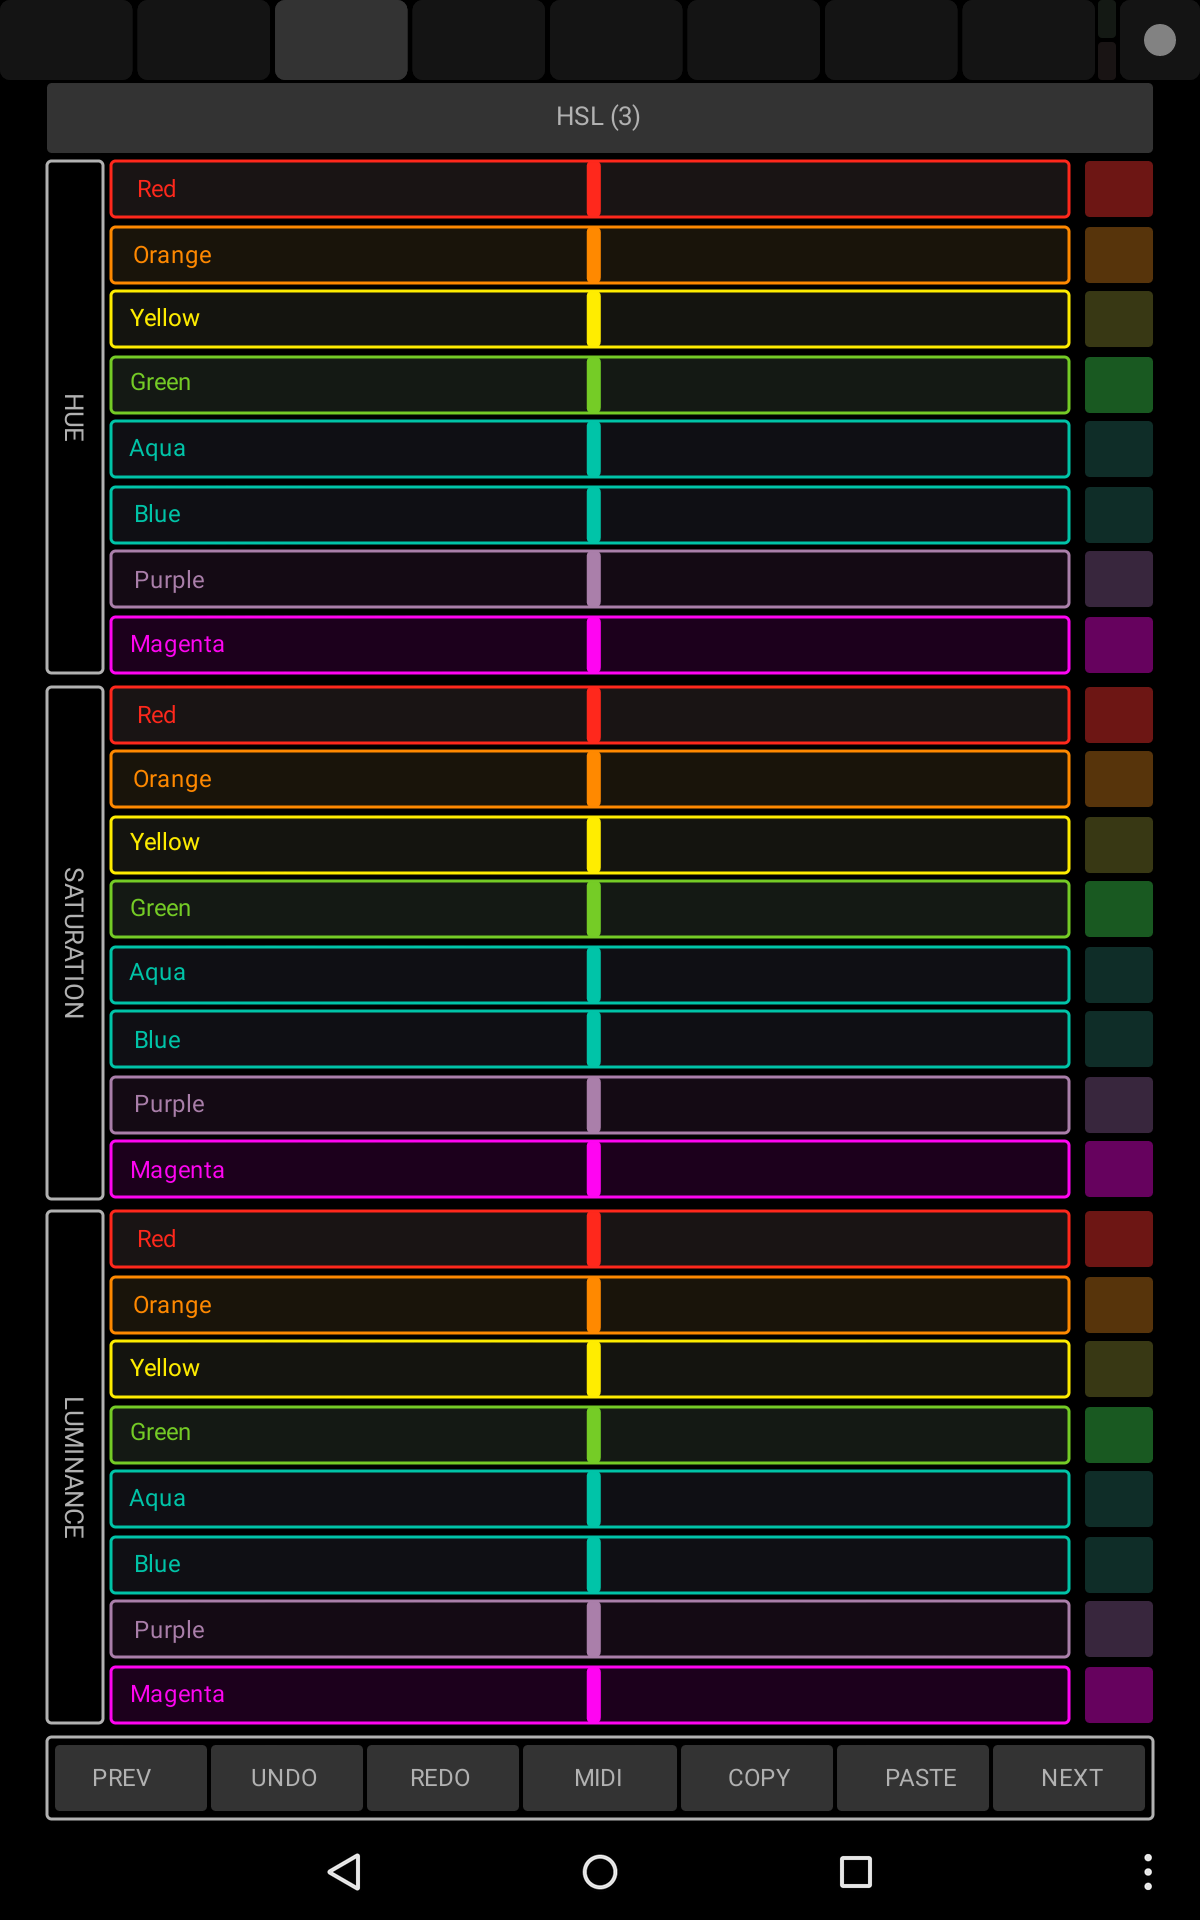 HSL (3)
HUE
Red
Orange
Yellow
Green
Aqua
Blue
Purple
Magenta
SATURATION
Red
Orange
Yellow
Green
Aqua
Blue
Purple
Magenta
LUMINANCE
Red
Orange
Yellow
Green
Aqua
Blue
Purple
Magenta
PREV UNDO REDO MIDI COPY PASTE NEXT